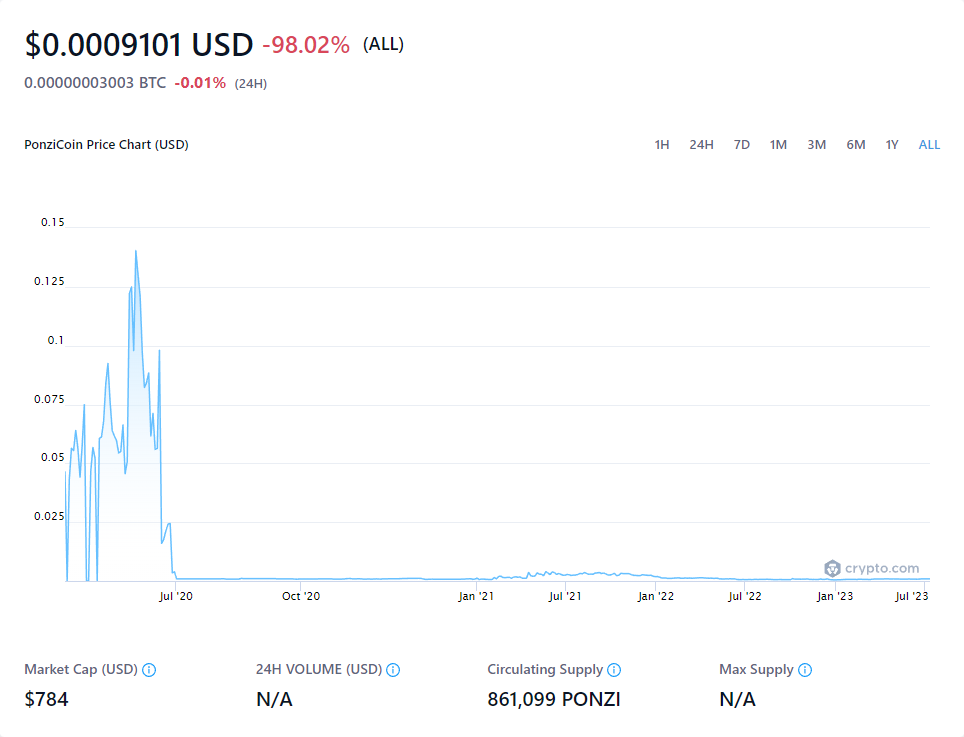 $0.0009101 USD -98.02% (ALL)
0.00000003003 BTC -0.01% (24H)
PonziCoin Price Chart (USD) 1H 24H 7D 1M 3M 6M 1Y ALL
0.15
0.125
0.1
0.075
0.05
0.025
crypto.com
Jul '20 Oct '20 Jan '21 Jul '21 Jan '22 Jul '22 Jan '23 Jul '23
Market Cap (USD) 24H VOLUME (USD) Circulating Supply Max Supply
$784 N/A 861,099 PONZI N/A